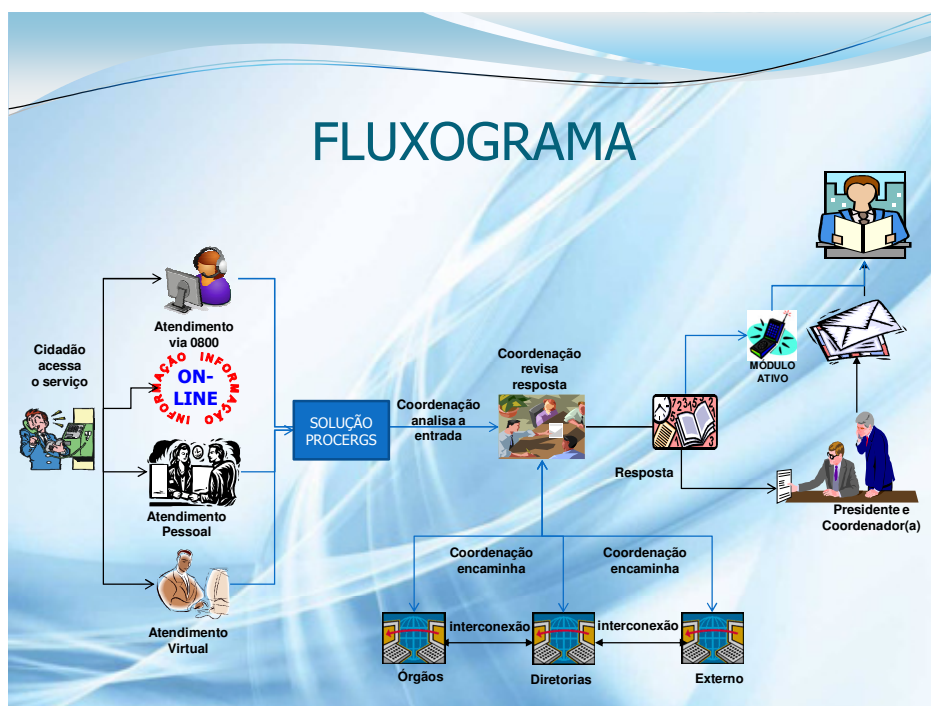 FLUXOGRAMA
Cidadão
acessa
o serviço
Atendimento
via 0800
INFORMAÇÃO INFORMAÇÃO
ON-
LINE
Atendimento
Pessoal
Atendimento
Virtual
SOLUÇÃO
PROCERGS
Coordenação
analisa a
entrada
Coordenação
revisa
resposta
Resposta
MÓDULO
ATIVO
Presidente e
Coordenador(a)
Coordenação
encaminha
Coordenação
encaminha
interconexão
interconexão
Órgãos
Diretorias
Externo